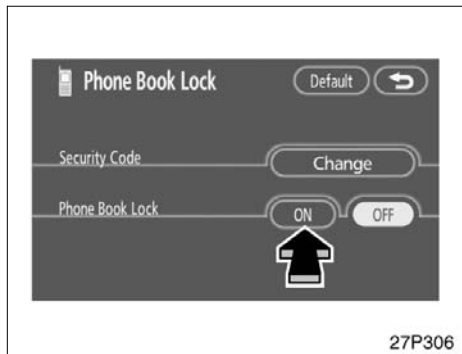 Phone Book Lock Default
Security Code Change
Phone Book Lock ON OFF
27P306